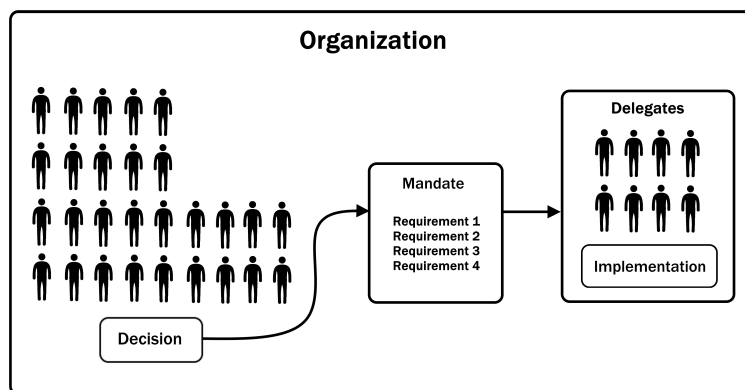 Organization
Delegates
Mandate
Requirement 1
Requirement 2
Requirement 3
Requirement 4
Implementation
Decision